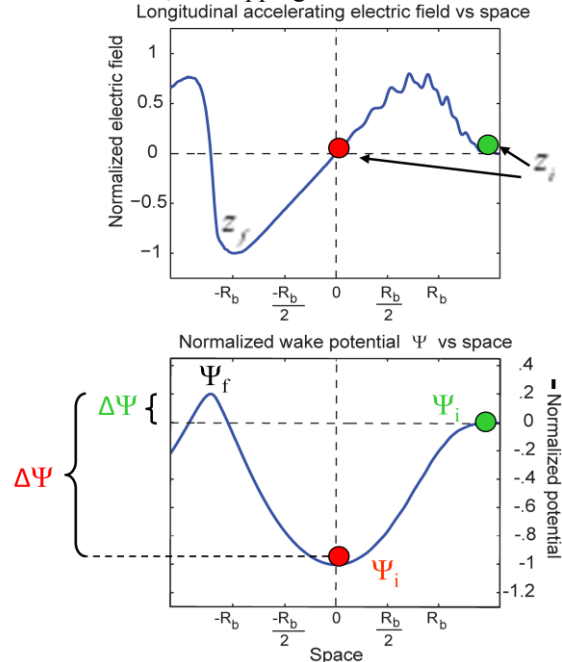 Longitudinal accelerating electric field vs space
Normalized electric field
1
0.5
0
−0.5
−1
z_f
z_i
-R_b
-R_b/2
0
R_b/2
R_b
Normalized wake potential Ψ vs space
Ψ_f
Ψ_i
ΔΨ
ΔΨ
Ψ_i
.4
.2
0
-.2
-.4
-.6
-.8
-1
-1.2
- Normalized potential
-R_b
-R_b/2
0
R_b/2
R_b
Space